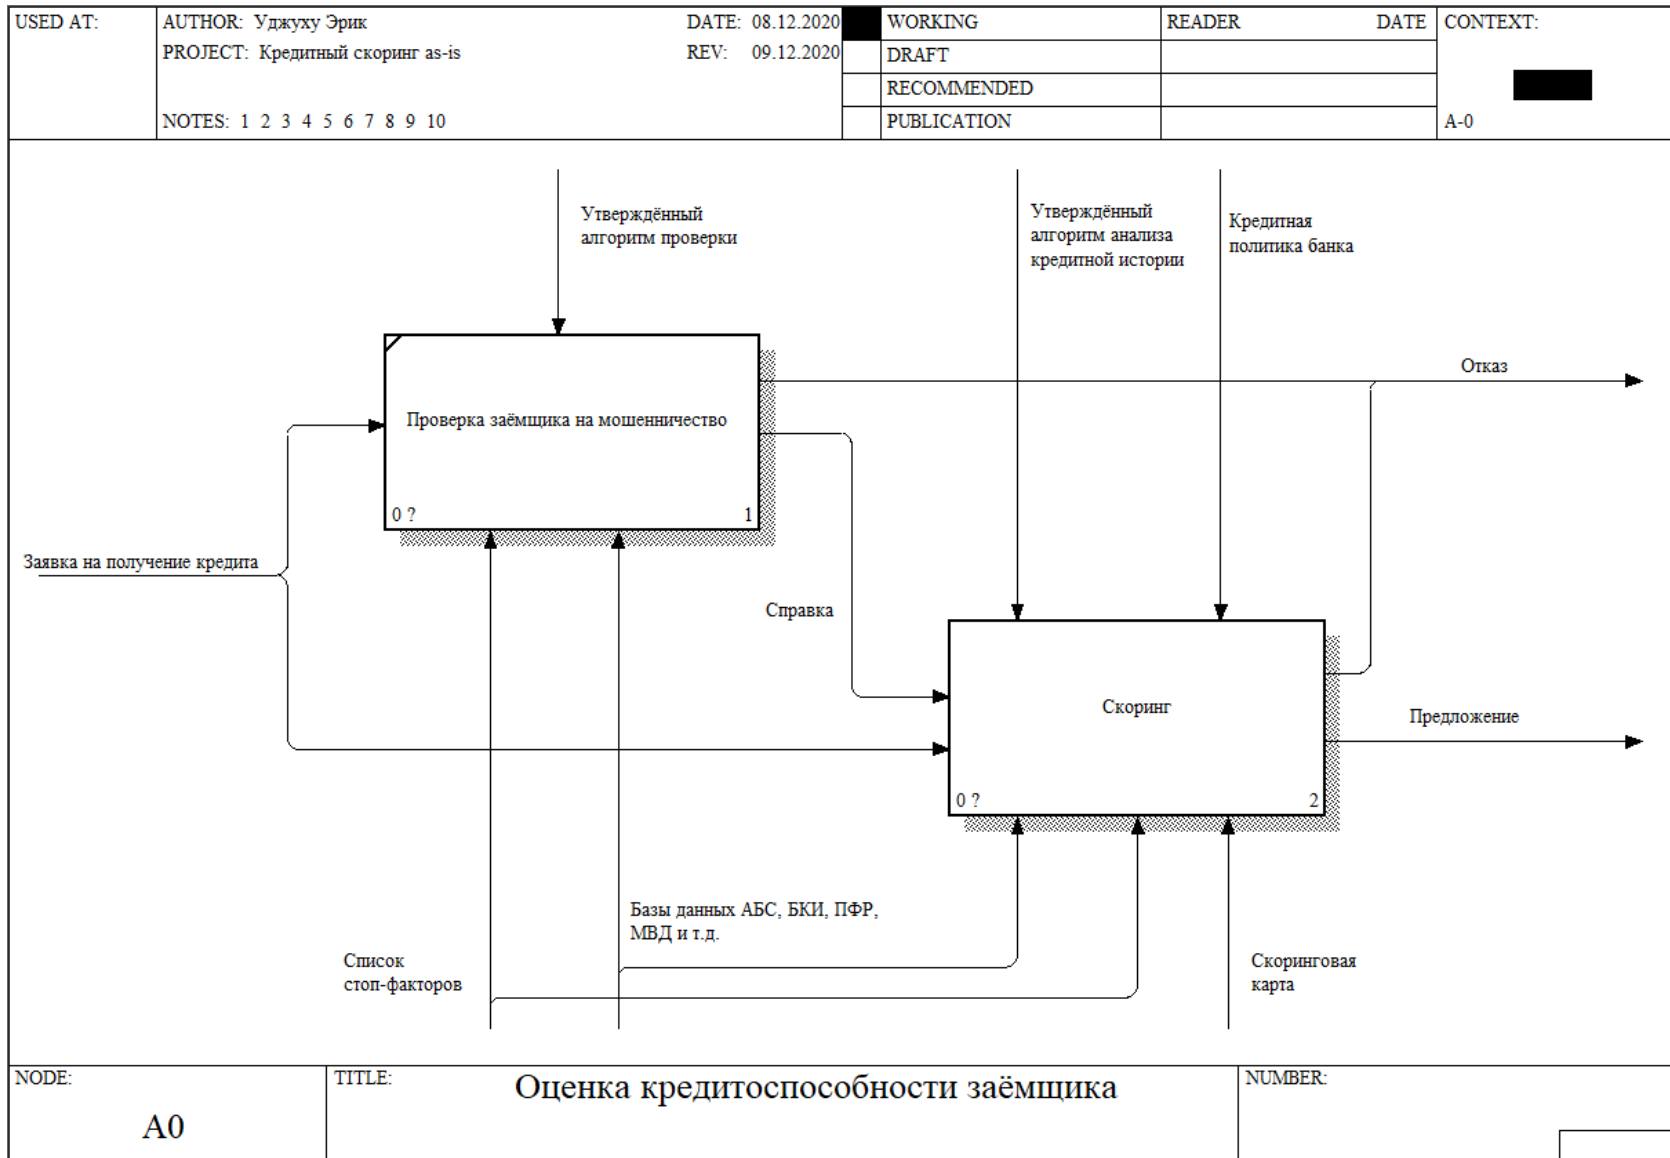 USED AT:
AUTHOR: Уджуху Эрик
DATE: 08.12.2020
PROJECT: Кредитный скоринг as-is
REV: 09.12.2020
NOTES: 1 2 3 4 5 6 7 8 9 10
WORKING
DRAFT
RECOMMENDED
PUBLICATION
READER DATE
CONTEXT:
A-0
Утверждённый
алгоритм проверки
Утверждённый
алгоритм анализа
кредитной истории
Кредитная
политика банка
Отказ
Проверка заёмщика на мошенничество
0 ? 1
Заявка на получение кредита
Справка
Скоринг
0 ? 2
Предложение
Базы данных АБС, БКИ, ПФР,
МВД и т.д.
Список
стоп-факторов
Скоринговая
карта
NODE:
A0
TITLE:
Оценка кредитоспособности заёмщика
NUMBER: